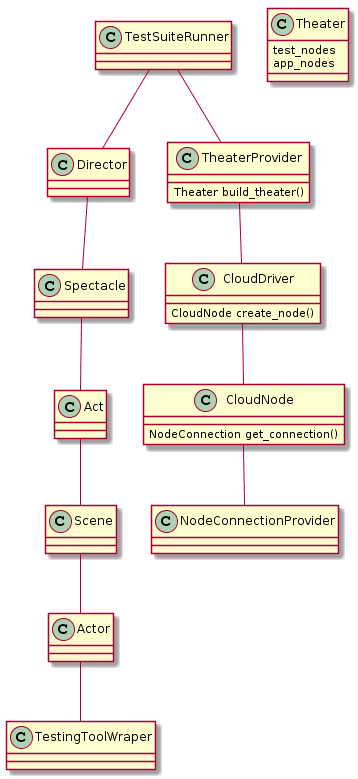 C TestSuiteRunner
C Theater
test_nodes
app_nodes
C Director
C TheaterProvider
Theater build_theater()
C Spectacle
C CloudDriver
CloudNode create_node()
C Act
C CloudNode
NodeConnection get_connection()
C Scene
C NodeConnectionProvider
C Actor
C TestingToolWraper